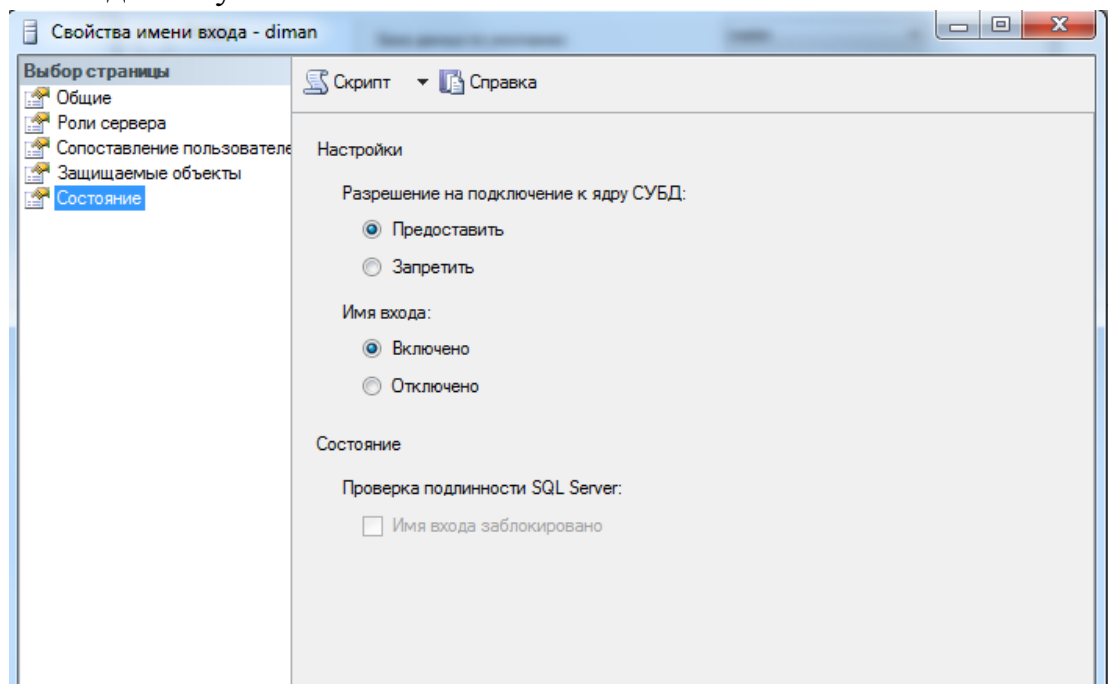 Свойства имени входа - diman
Выбор страницы
Общие
Роли сервера
Сопоставление пользователе
Защищаемые объекты
Состояние
Скрипт
Справка
Настройки
Разрешение на подключение к ядру СУБД:
Предоставить
Запретить
Имя входа:
Включено
Отключено
Состояние
Проверка подлинности SQL Server:
Имя входа заблокировано